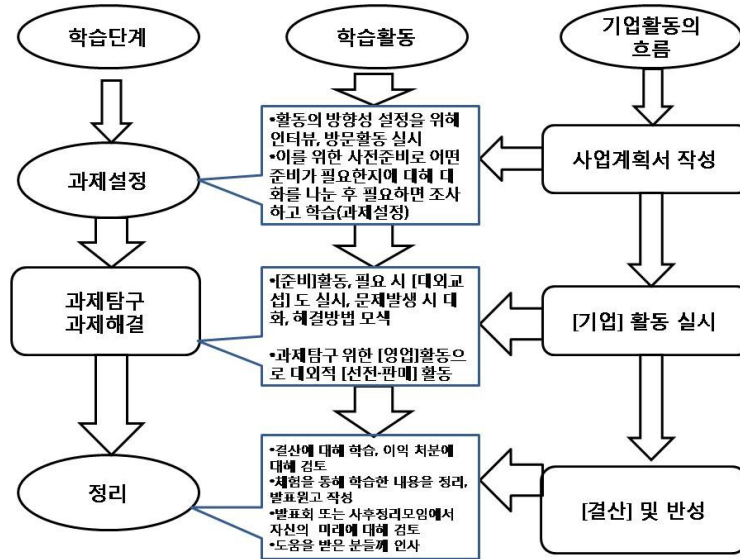 학습단계
학습활동
기업활동의
흐름
•활동의 방향성 설정을 위해
인터뷰, 방문활동 실시
•이를 위한 사전준비로 어떤
준비가 필요한지에 대해 대
화를 나눈 후 필요하면 조사
하고 학습(과제설정)
과제설정
사업계획서 작성
과제탐구
과제해결
•[준비]활동, 필요 시 [대외교
섭] 도 실시, 문제발생 시 대
화, 해결방법 모색
•과제탐구 위한 [영업]활동으
로 대외적 [선전·판매] 활동
[기업] 활동 실시
정리
•결산에 대해 학습, 이익 처분에
대해 검토
•체험을 통해 학습한 내용을 정리,
발표원고 작성
•발표회 또는 사후정리모임에서
자신의 미래에 대해 검토
•도움을 받은 분들께 인사
[결산] 및 반성